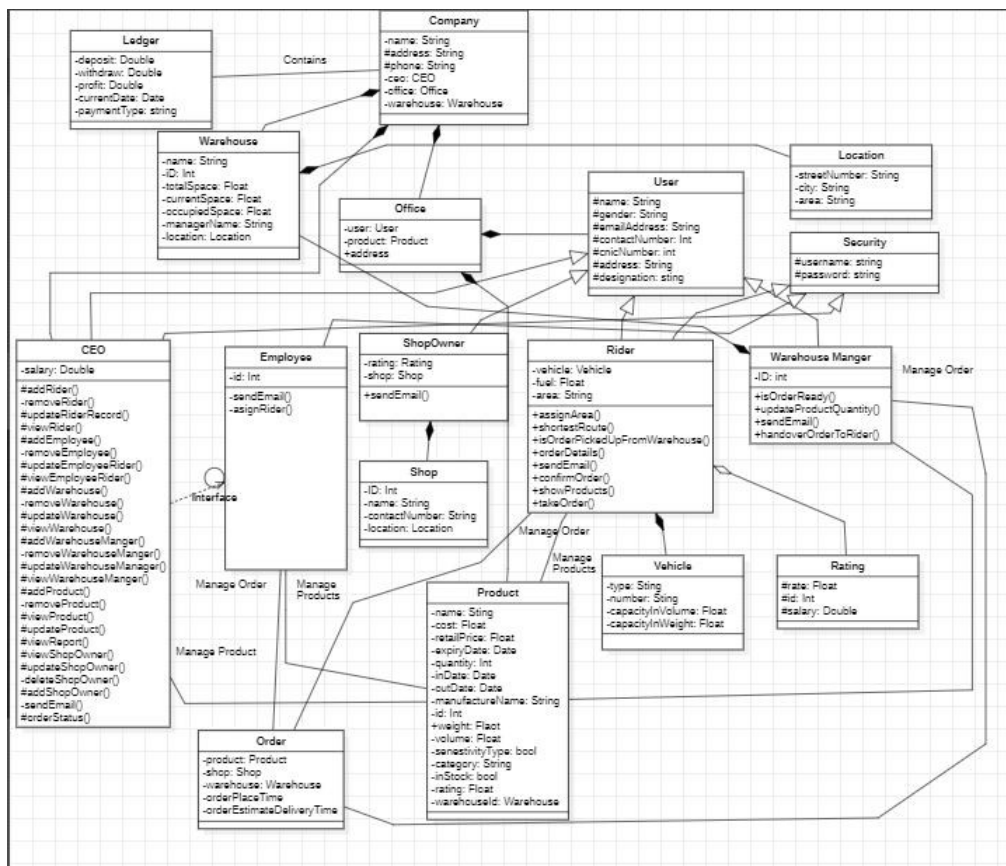 Company
-name: String
#address: String
#phone: String
-ceo: CEO
-office: Office
-warehouse: Warehouse
Ledger
-deposit: Double
-withdraw: Double
-profit: Double
-currentDate: Date
-paymentType: string
Contains
Warehouse
-name: String
-iD: Int
-totalSpace: Float
-currentSpace: Float
-occupiedSpace: Float
-managerName: String
-location: Location
Location
-streetNumber: String
-city: String
-area: String
User
#name: String
#gender: String
#emailAddress: String
#contactNumber: Int
#cnicNumber: int
#address: String
#designation: sting
Office
-user: User
-product: Product
+address
Security
#username: string
#password: string
CEO
-salary: Double
#addRider()
-removeRider()
#updateRiderRecord()
#viewRider()
#addEmployee()
-removeEmployee()
#updateEmployeeRider()
#viewEmployeeRider()
#addWarehouse()
-removeWarehouse()
#updateWarehouse()
#viewWarehouse()
#addWarehouseManger()
-removeWarehouseManger()
#updateWarehouseManager()
#viewWarehouseManger()
#addProduct()
-removeProduct()
#viewProduct()
#updateProduct()
#viewReport()
#viewShopOwner()
#updateShopOwner()
-deleteShopOwner()
#addShopOwner()
-sendEmail()
#orderStatus()
Employee
-id: Int
-sendEmail()
-asignRider()
Interface
ShopOwner
-rating: Rating
-shop: Shop
+sendEmail()
Shop
-ID: Int
-name: String
-contactNumber: String
-location: Location
Rider
-vehicle: Vehicle
-fuel: Float
-area: String
+assignArea()
+shortestRoute()
+isOrderPickedUpFromWarehouse()
+orderDetails()
+sendEmail()
+confirmOrder()
+showProducts()
+takeOrder()
Warehouse Manger
-ID: int
+isOrderReady()
+updateProductQuantity()
+sendEmail()
+handoverOrderToRider()
Manage Order
Manage Order
Manage
Products
Manage Order
Manage
Products
Manage Product
Vehicle
-type: Sting
-number: String
-capacityInVolume: Float
-capacityInWeight: Float
Rating
#rate: Float
#id: Int
#salary: Double
Product
-name: Sting
-cost: Float
-retailPrice: Float
-expiryDate: Date
-quantity: Int
-inDate: Date
-outDate: Date
-manufactureName: String
-id: Int
+weight: Flaot
-volume: Float
-senestivityType: bool
-category: String
-inStock: bool
-rating: Float
-warehouseId: Warehouse
Order
-product: Product
-shop: Shop
-warehouse: Warehouse
-orderPlaceTime
-orderEstimateDeliveryTime